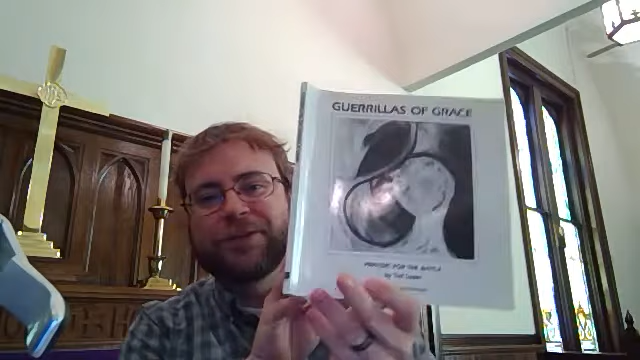 GUERRILLAS OF GRACE
PRAYERS FOR THE BATTLE
by Ted Loder